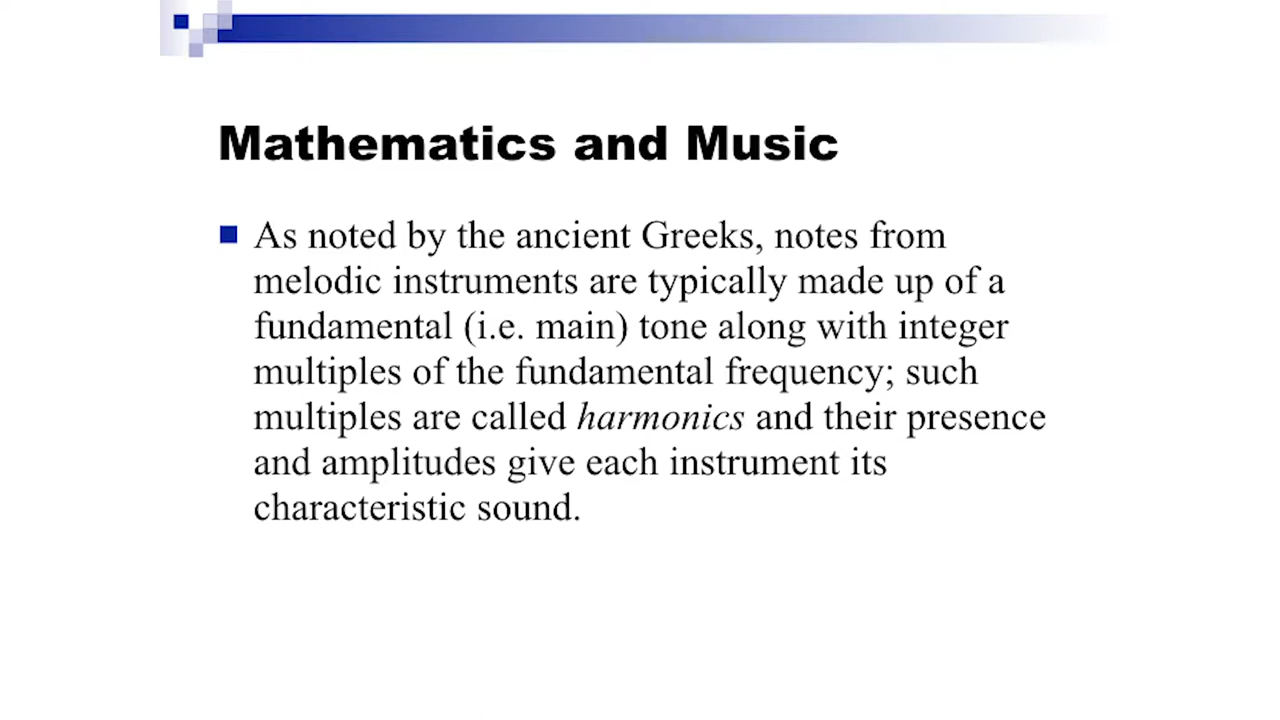 Mathematics and Music
As noted by the ancient Greeks, notes from
melodic instruments are typically made up of a
fundamental (i.e. main) tone along with integer
multiples of the fundamental frequency; such
multiples are called harmonics and their presence
and amplitudes give each instrument its
characteristic sound.